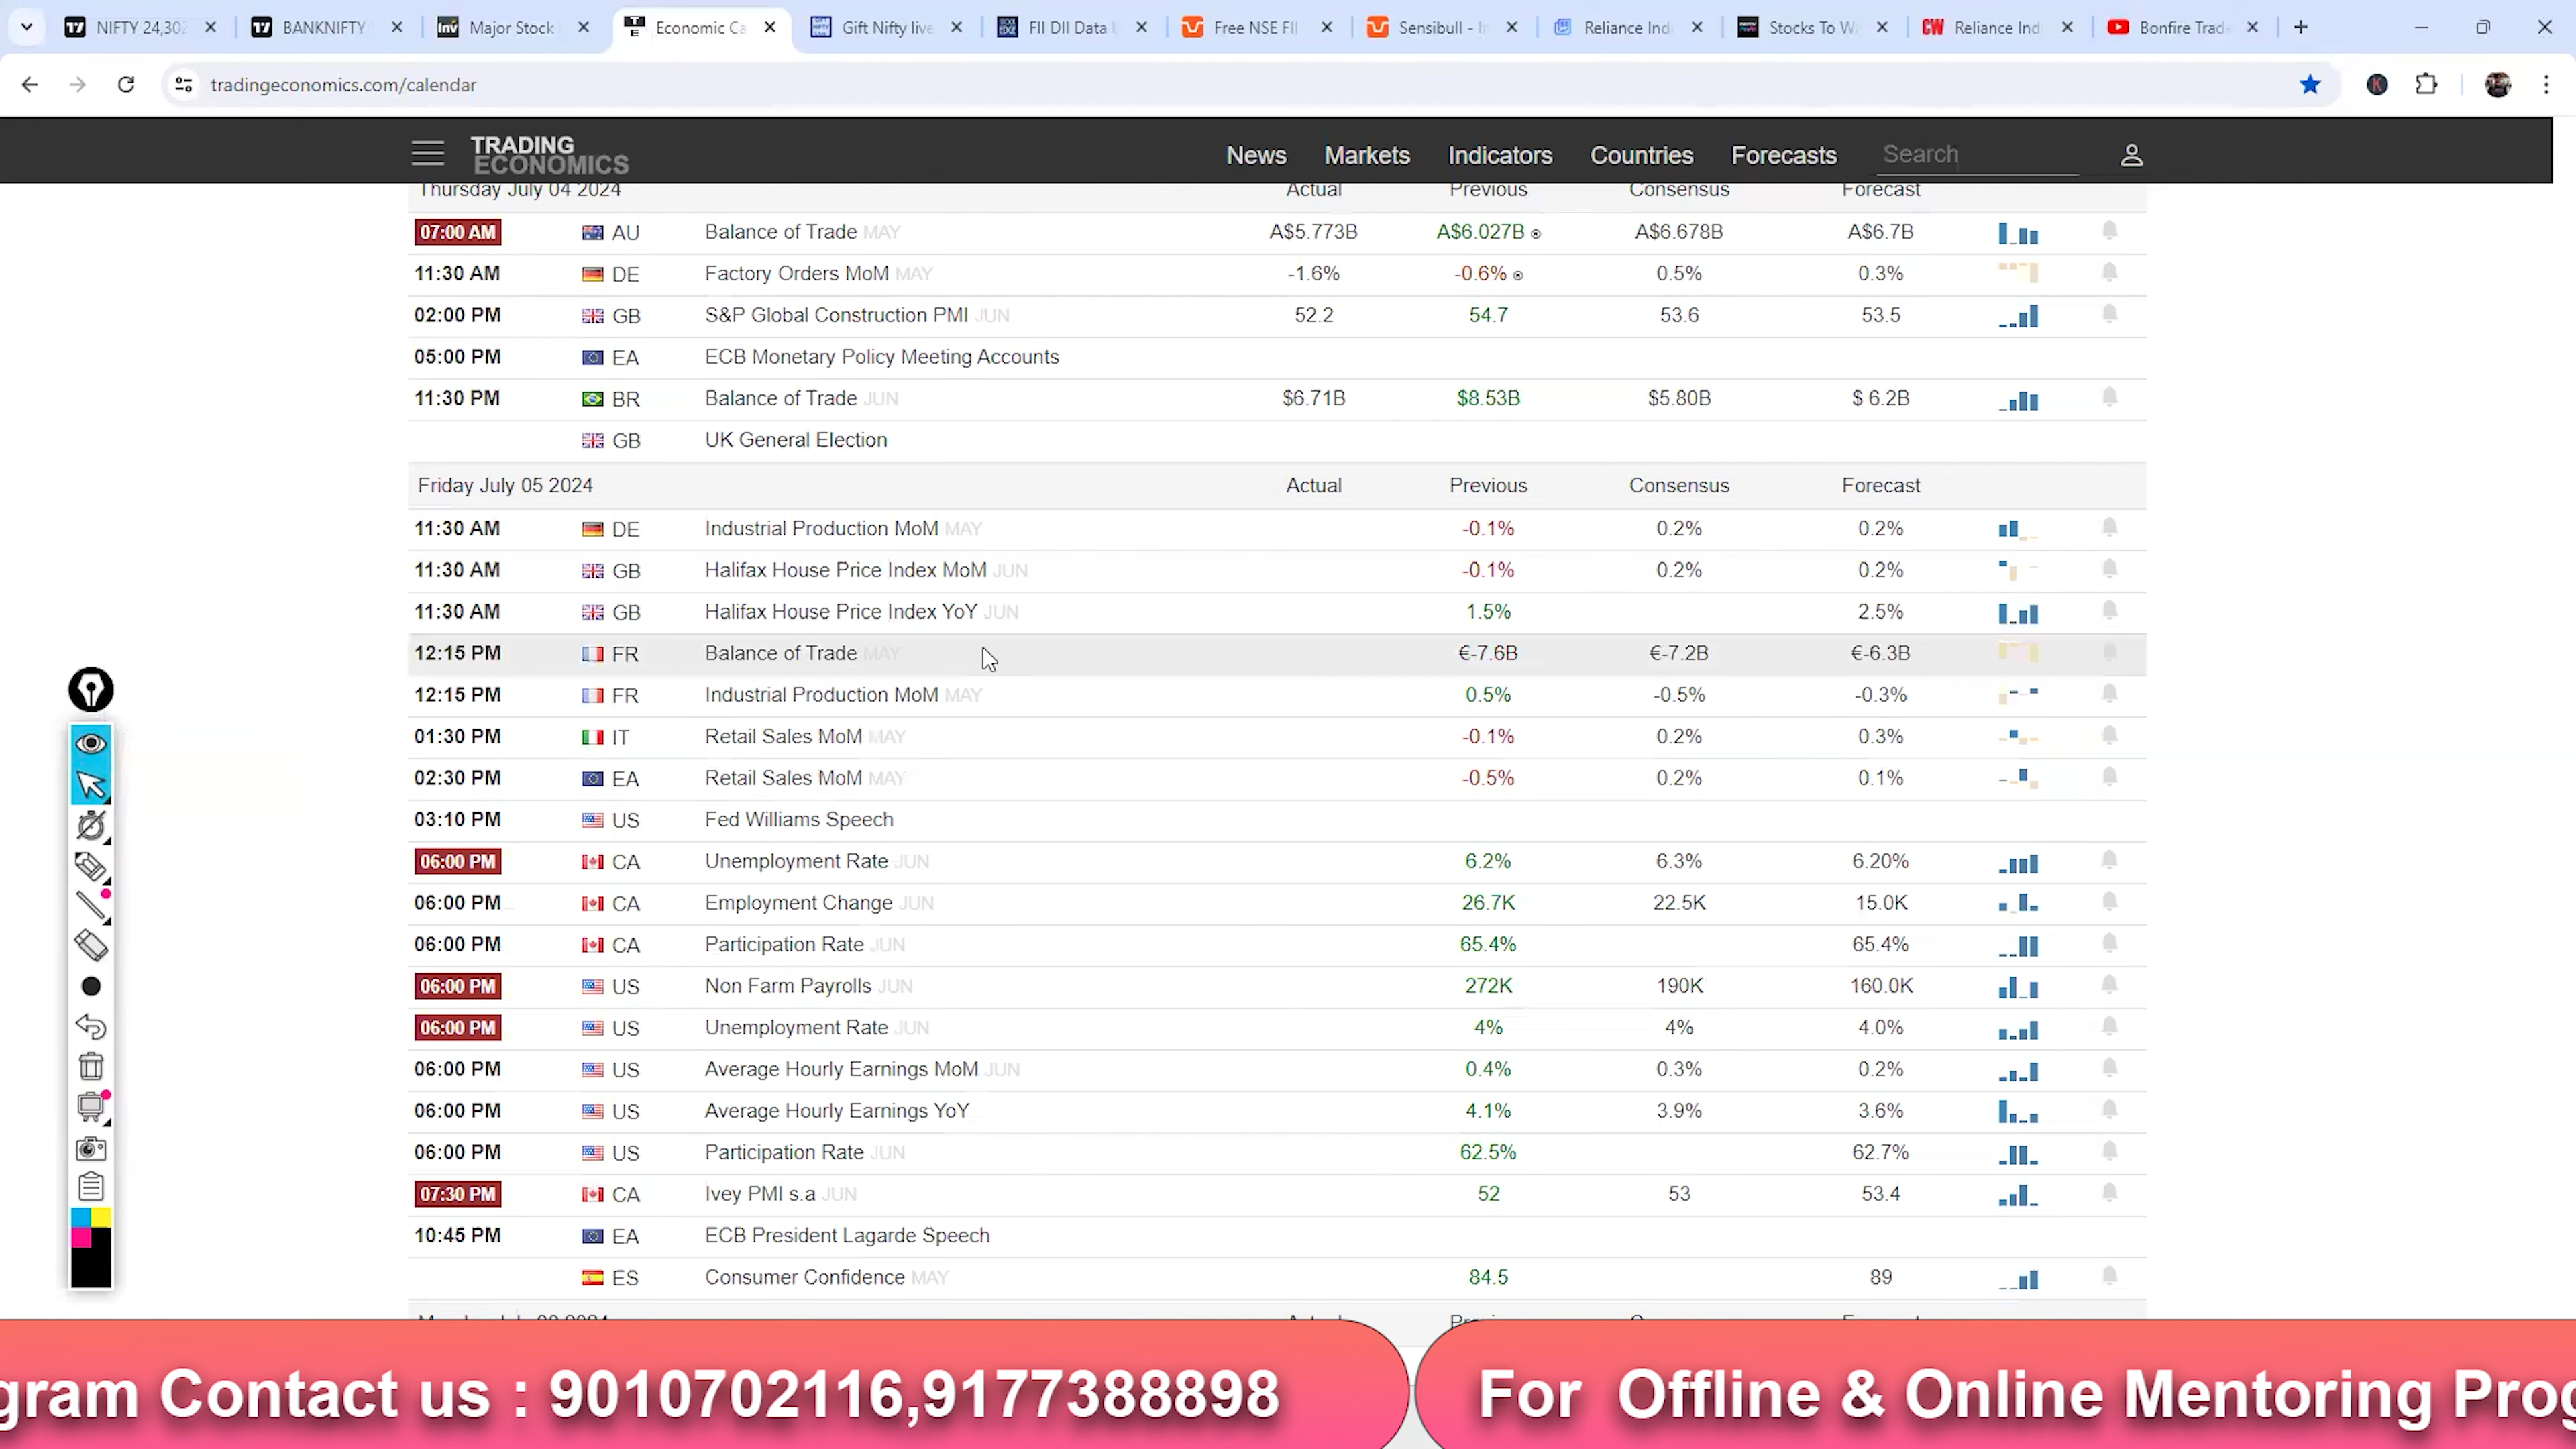 NIFTY 24,302
BANKNIFTY
Major Stock
Economic Ca
Gift Nifty live
FII DII Data
Free NSE FII
Sensibull - In
Reliance Ind
Stocks To Wa
Reliance Ind
Bonfire Trad
tradingeconomics.com/calendar
K
TRADING
ECONOMICS
News Markets Indicators Countries Forecasts Search
Thursday July 04 2024 Actual Previous Consensus Forecast
07:00 AM AU Balance of Trade MAY A$5.773B A$6.027B ® A$6.678B A$6.7B
11:30 AM DE Factory Orders MoM MAY -1.6% -0.6% ® 0.5% 0.3%
02:00 PM GB S&P Global Construction PMI JUN 52.2 54.7 53.6 53.5
05:00 PM EA ECB Monetary Policy Meeting Accounts
11:30 PM BR Balance of Trade JUN $6.71B $8.53B $5.80B $ 6.2B
GB UK General Election
Friday July 05 2024 Actual Previous Consensus Forecast
11:30 AM DE Industrial Production MoM MAY -0.1% 0.2% 0.2%
11:30 AM GB Halifax House Price Index MoM JUN -0.1% 0.2% 0.2%
11:30 AM GB Halifax House Price Index YoY JUN 1.5% 2.5%
12:15 PM FR Balance of Trade MAY €-7.6B €-7.2B €-6.3B
12:15 PM FR Industrial Production MoM MAY 0.5% -0.5% -0.3%
01:30 PM IT Retail Sales MoM MAY -0.1% 0.2% 0.3%
02:30 PM EA Retail Sales MoM MAY -0.5% 0.2% 0.1%
03:10 PM US Fed Williams Speech
06:00 PM CA Unemployment Rate JUN 6.2% 6.3% 6.20%
06:00 PM CA Employment Change JUN 26.7K 22.5K 15.0K
06:00 PM CA Participation Rate JUN 65.4% 65.4%
06:00 PM US Non Farm Payrolls JUN 272K 190K 160.0K
06:00 PM US Unemployment Rate JUN 4% 4% 4.0%
06:00 PM US Average Hourly Earnings MoM JUN 0.4% 0.3% 0.2%
06:00 PM US Average Hourly Earnings YoY 4.1% 3.9% 3.6%
06:00 PM US Participation Rate JUN 62.5% 62.7%
07:30 PM CA Ivey PMI s.a JUN 52 53 53.4
10:45 PM EA ECB President Lagarde Speech
ES Consumer Confidence MAY 84.5 89
gram Contact us : 9010702116,9177388898
For Offline & Online Mentoring Prog